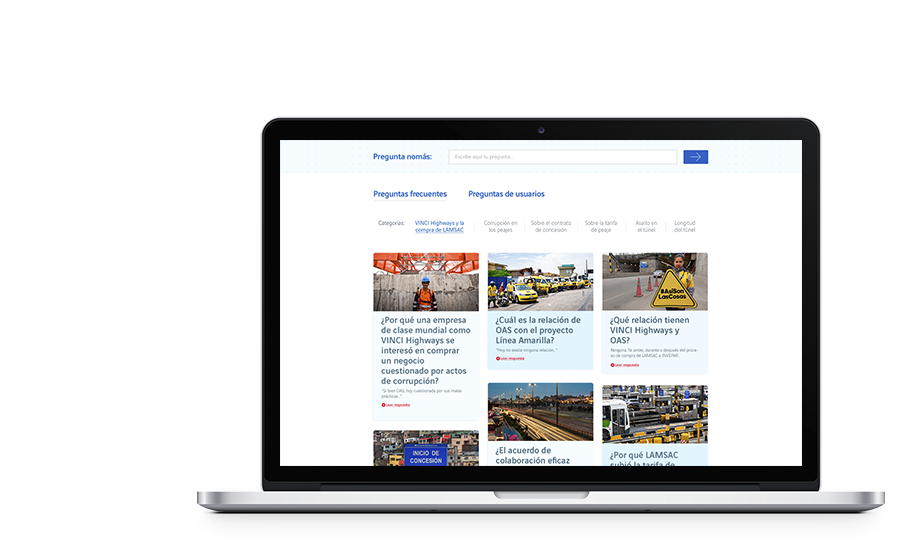 Pregunta nomás:
Escribe aquí tu pregunta...
Preguntas frecuentes
Preguntas de usuarios
Categorías:
VINCI Highways y la
compra de LAMSAC
Corrupción en
los peajes
Sobre el contrato
de concesión
Sobre la tarifa
de peaje
Asalto en
el túnel
Longitud
del túnel
¿Por qué una empresa
de clase mundial como
VINCI Highways se
interesó en comprar
un negocio
cuestionado por actos
de corrupción?
"Si bien OAS, hoy cuestionada por sus malas
prácticas..."
Leer respuesta
INICIO DE
CONCESIÓN
¿Cuál es la relación de
OAS con el proyecto
Línea Amarilla?
"Hoy no existe ninguna relación..."
Leer respuesta
¿El acuerdo de
colaboración eficaz
#AsíSon
LasCosas
¿Qué relación tienen
VINCI Highways y
OAS?
Ninguna. Ni antes, durante o después del proce-
so de compra de LAMSAC a INVEPAR.
Leer respuesta
¿Por qué LAMSAC
subió la tarifa de